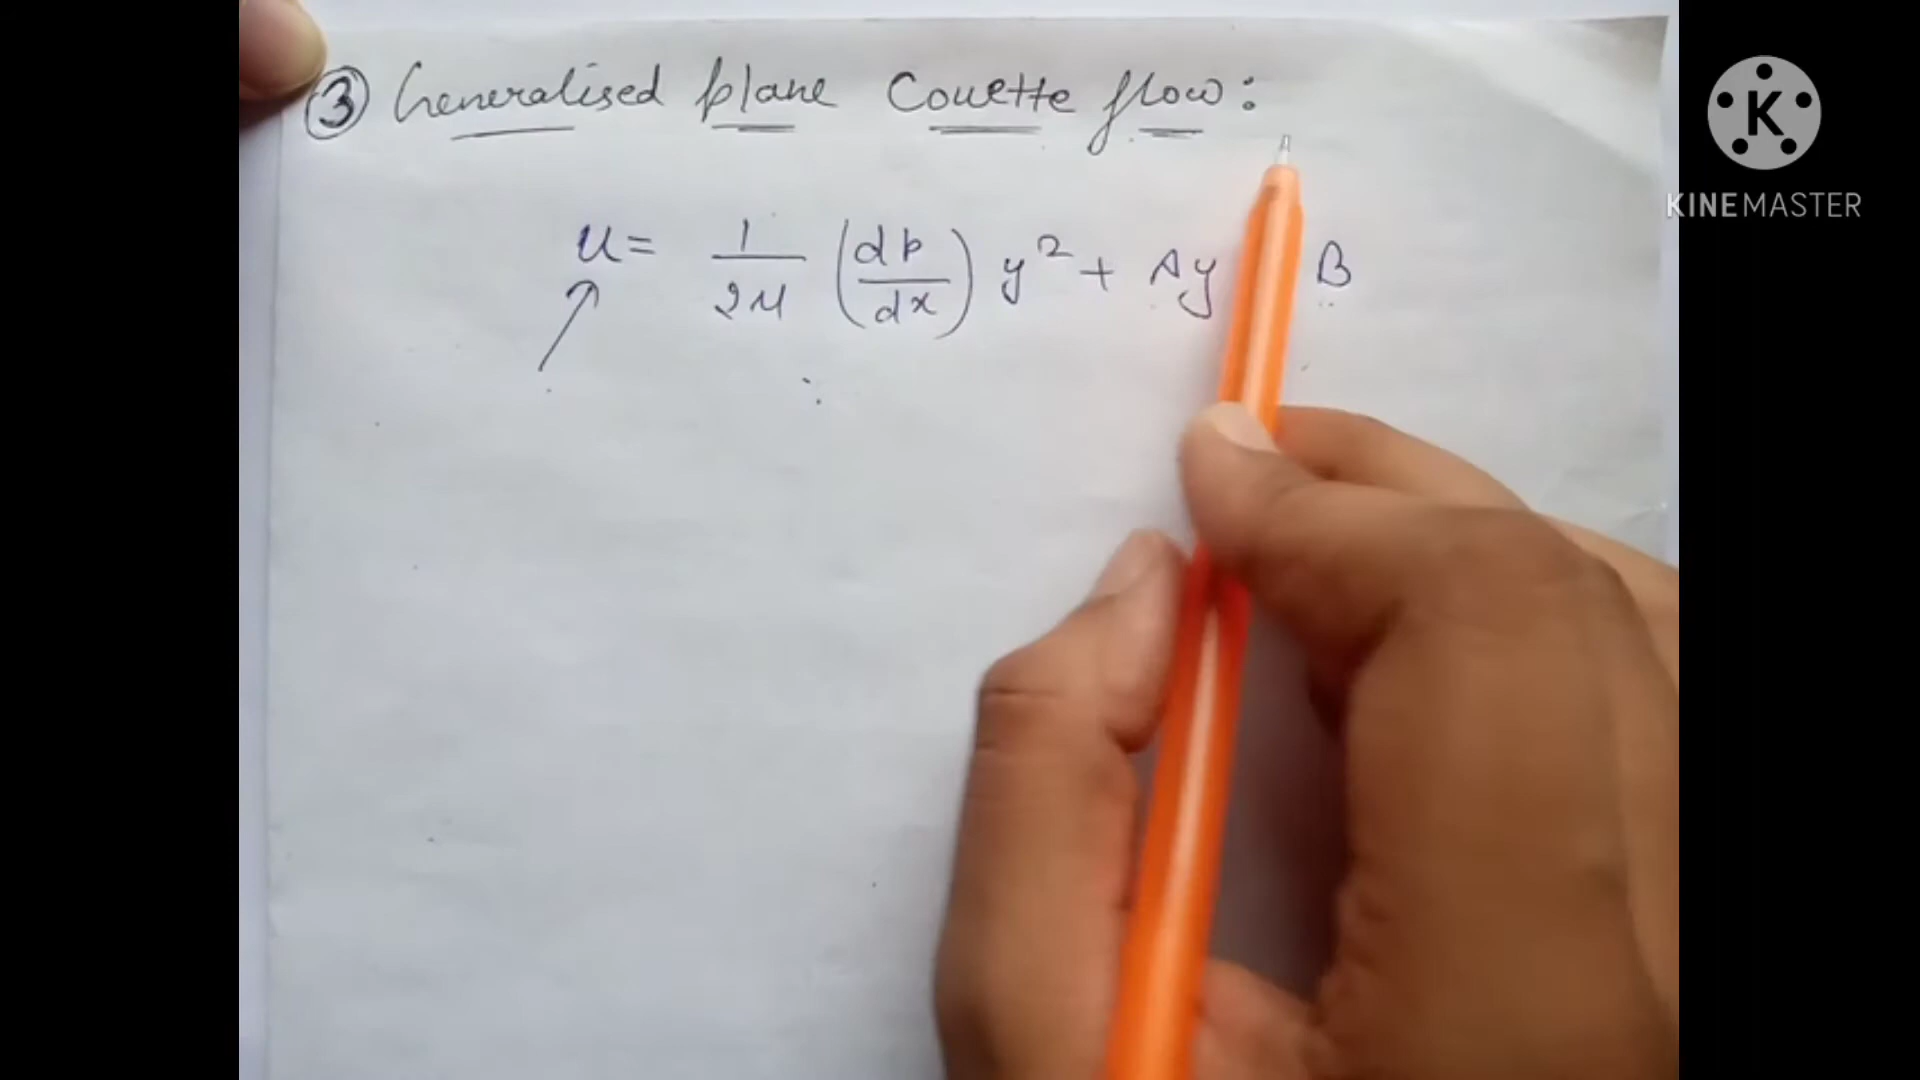 ③ Generalised plane Couette flow:
u = 1/2μ (dp/dx) y² + Ay B
K
KINEMASTER